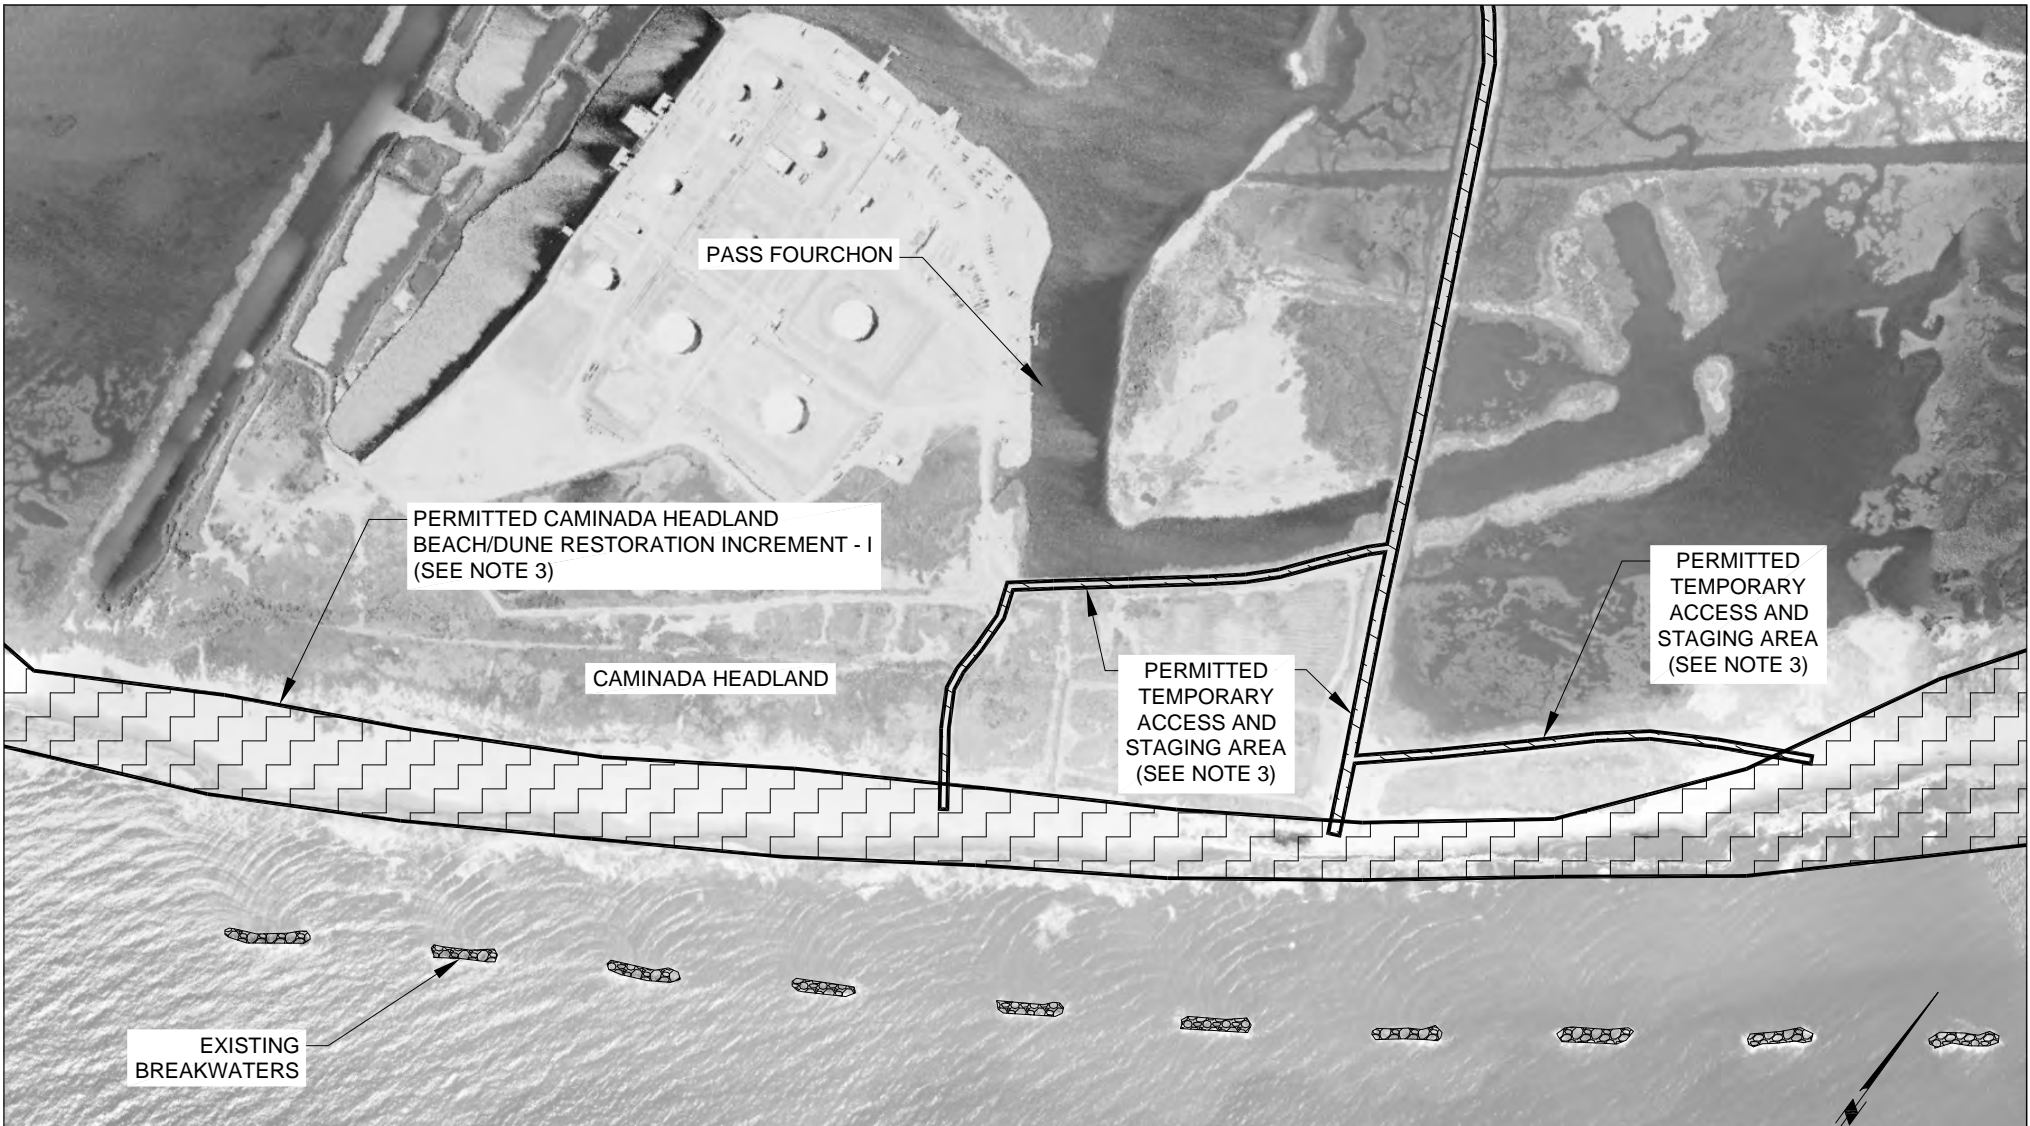 PASS FOURCHON
PERMITTED CAMINADA HEADLAND
BEACH/DUNE RESTORATION INCREMENT - I
(SEE NOTE 3)
PERMITTED
TEMPORARY
ACCESS AND
STAGING AREA
(SEE NOTE 3)
CAMINADA HEADLAND
PERMITTED
TEMPORARY
ACCESS AND
STAGING AREA
(SEE NOTE 3)
EXISTING
BREAKWATERS